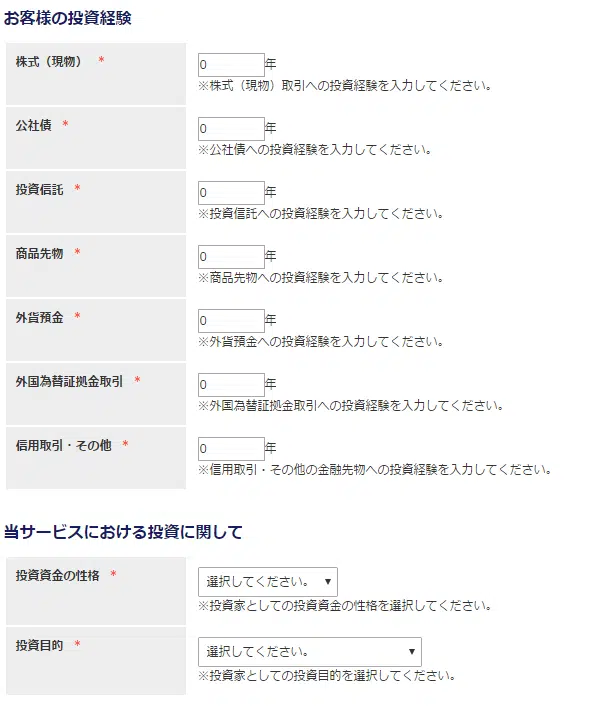 お客様の投資経験
株式（現物） *
0 年
※株式（現物）取引への投資経験を入力してください。
公社債 *
0 年
※公社債への投資経験を入力してください。
投資信託 *
0 年
※投資信託への投資経験を入力してください。
商品先物 *
0 年
※商品先物への投資経験を入力してください。
外貨預金 *
0 年
※外貨預金への投資経験を入力してください。
外国為替証拠金取引 *
0 年
※外国為替証拠金取引への投資経験を入力してください。
信用取引・その他 *
0 年
※信用取引・その他の金融先物への投資経験を入力してください。
当サービスにおける投資に関して
投資資金の性格 *
選択してください。 ▼
※投資家としての投資資金の性格を選択してください。
投資目的 *
選択してください。 ▼
※投資家としての投資目的を選択してください。